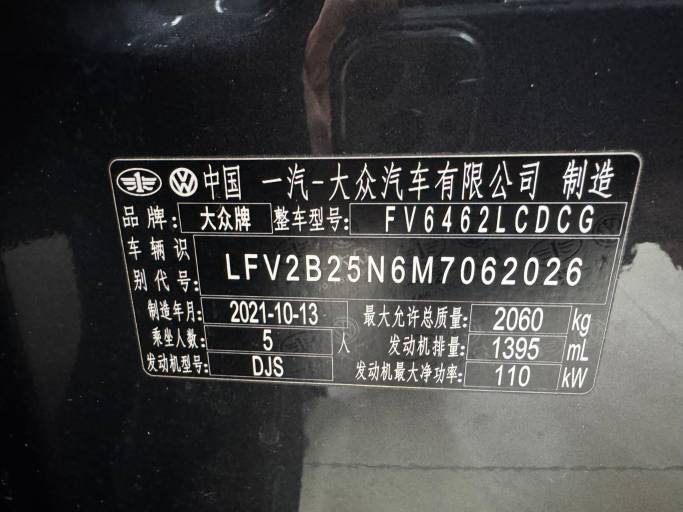 中国 一汽-大众汽车有限公司 制造
品牌: 大众牌 整车型号: FV6462LCDCG
车辆识别代号: LFV2B25N6M7062026
制造年月: 2021-10-13 最大允许总质量: 2060 kg
乘坐人数: 5 人 发动机排量: 1395 mL
发动机型号: DJS 发动机最大净功率: 110 kW